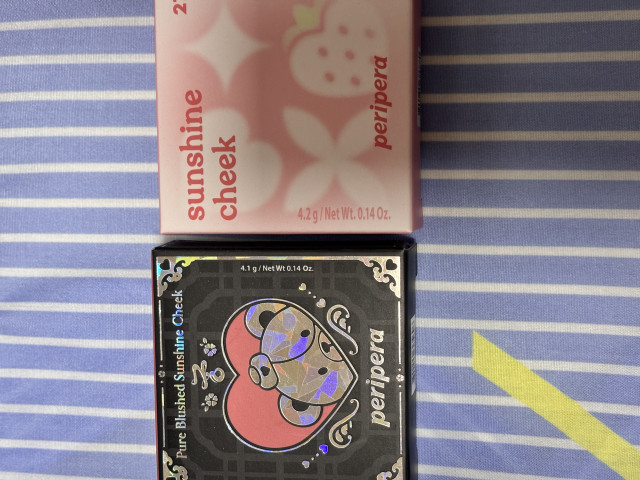 sunshine
cheek
peripera
4.2 g / Net Wt. 0.14 Oz.
4.1 g / Net Wt 0.14 Oz.
Pure Blushed Sunshine Cheek
peripera